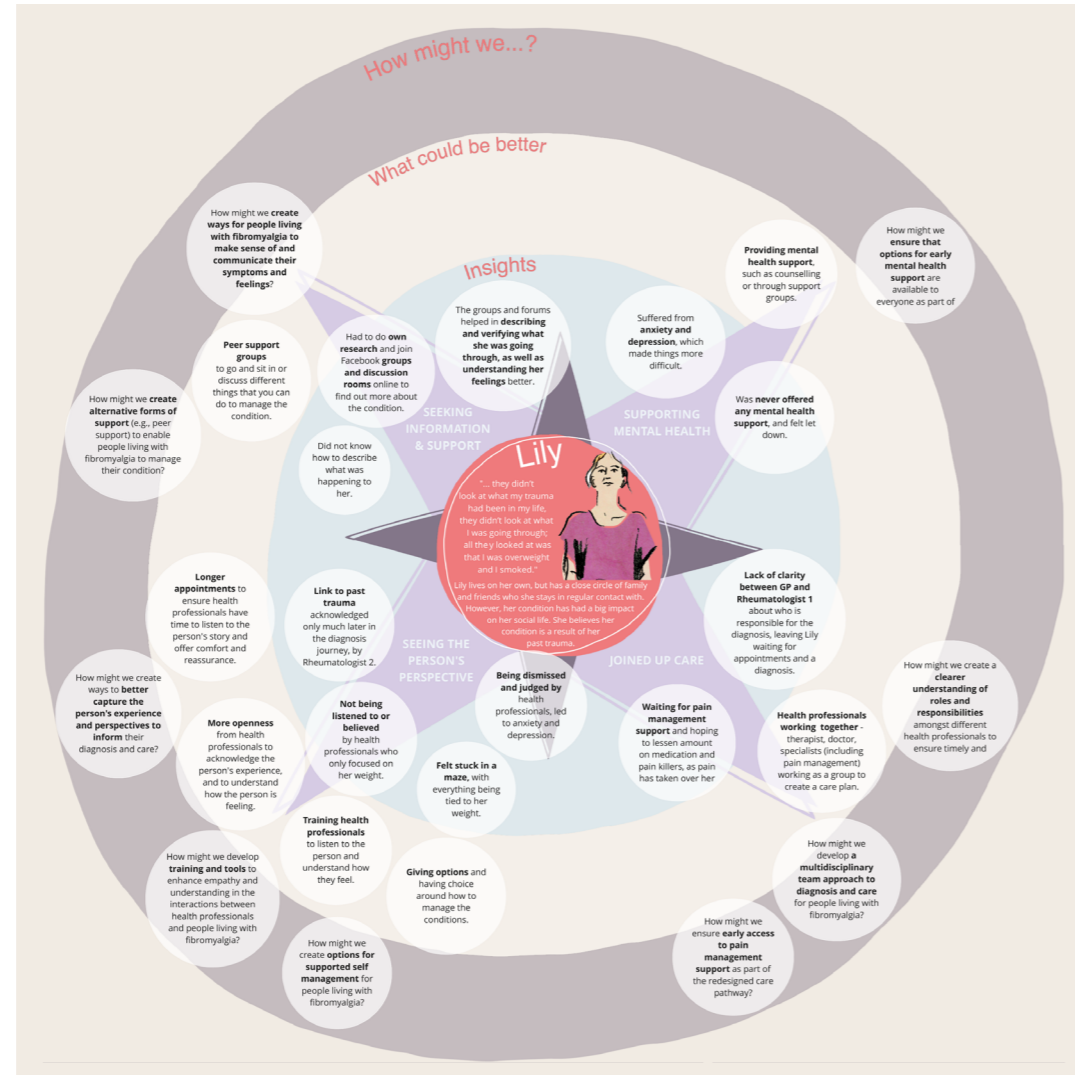 How might we...?
What could be better
Insights
How might we create
ways for people living
with fibromyalgia to
make sense of and
communicate their
symptoms and
feelings?
Providing mental
health support,
such as counselling
or through support
groups.
How might we
ensure that
options for early
mental health
support are
available to
everyone as part of
Peer support
groups
to go and sit in or
discuss different
things that you can
do to manage the
condition.
Had to do own
research and join
Facebook groups
and discussion
rooms online to
find out more about
the condition.
The groups and forums
helped in describing
and verifying what
she was going
through, as well as
understanding her
feelings better.
Suffered from
anxiety and
depression, which
made things more
difficult.
Was never offered
any mental health
support, and felt let
down.
How might we create
alternative forms of
support (e.g., peer
support) to enable
people living with
fibromyalgia to manage
their condition?
Did not know
how to describe
what was
happening to
her.
SEEKING
INFORMATION
& SUPPORT
SUPPORTING
MENTAL HEALTH
Lily
"... they didn't
look at what my trauma
had been in my life,
they didn't look at what
I was going through;
all they looked at was
that I was overweight
and I smoked."
Lily lives on her own, but has a close circle of family
and friends who she stays in regular contact with.
However, her condition has had a big impact
on her social life. She believes her
condition is a result of her
past trauma.
Longer
appointments to
ensure health
professionals have
time to listen to the
person's story and
offer comfort and
reassurance.
Link to past
trauma
acknowledged
only much later in
the diagnosis
journey, by
Rheumatologist 2.
SEEING THE
PERSON'S
PERSPECTIVE
JOINED UP CARE
Lack of clarity
between GP and
Rheumatologist 1
about who is
responsible for the
diagnosis, leaving Lily
waiting for
appointments and a
diagnosis.
How might we create
ways to better
capture the
person's experience
and perspectives to
inform their
diagnosis and care?
More openness
from health
professionals to
acknowledge the
person's experience,
and to understand
how the person is
feeling.
Not being
listened to or
believed
by health
professionals who
only focused on
her weight.
Being dismissed
and judged by
health
professionals, led
to anxiety and
depression.
Felt stuck in a
maze, with
everything being
tied to her
weight.
Waiting for pain
management
support and hoping
to lessen amount
on medication and
pain killers, as pain
has taken over her
Health professionals
working together -
therapist, doctor,
specialists (including
pain management)
working as a group to
create a care plan.
How might we create a
clearer
understanding of
roles and
responsibilities
amongst different
health professionals to
ensure timely and
Training health
professionals
to listen to the
person and
understand how
they feel.
Giving options and
having choice
around how to
manage the
conditions.
How might we develop
training and tools to
enhance empathy and
understanding in the
interactions between
health professionals
and people living with
fibromyalgia?
How might we
create options for
supported self
management for
people living with
fibromyalgia?
How might we
develop a
multidisciplinary
team approach to
diagnosis and care
for people living with
fibromyalgia?
How might we
ensure early access
to pain
management
support as part of
the redesigned care
pathway?